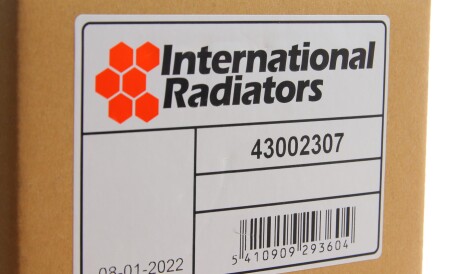 International
Radiators
43002307
08-01-2022
5 410909 293604